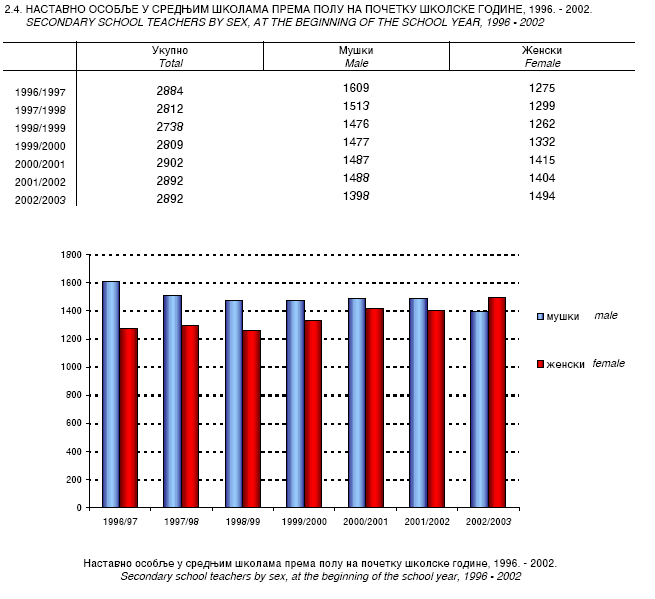 2.4. НАСТАВНО ОСОБЉЕ У СРЕДЊИМ ШКОЛАМА ПРЕМА ПОЛУ НА ПОЧЕТКУ ШКОЛСКЕ ГОДИНЕ, 1996. - 2002.
SECONDARY SCHOOL TEACHERS BY SEX, AT THE BEGINNING OF THE SCHOOL YEAR, 1996 - 2002
Укупно Мушки Женски
Total Male Female
1996/1997 2884 1609 1275
1997/1998 2812 1513 1299
1998/1999 2738 1476 1262
1999/2000 2809 1477 1332
2000/2001 2902 1487 1415
2001/2002 2892 1488 1404
2002/2003 2892 1398 1494
1800
1600
1400
1200
1000
800
600
400
200
0
1996/97 1997/98 1998/99 1999/2000 2000/2001 2001/2002 2002/2003
мушки male
женски female
Наставно особље у средњим школама према полу на почетку школске године, 1996. - 2002.
Secondary school teachers by sex, at the beginning of the school year, 1996 - 2002